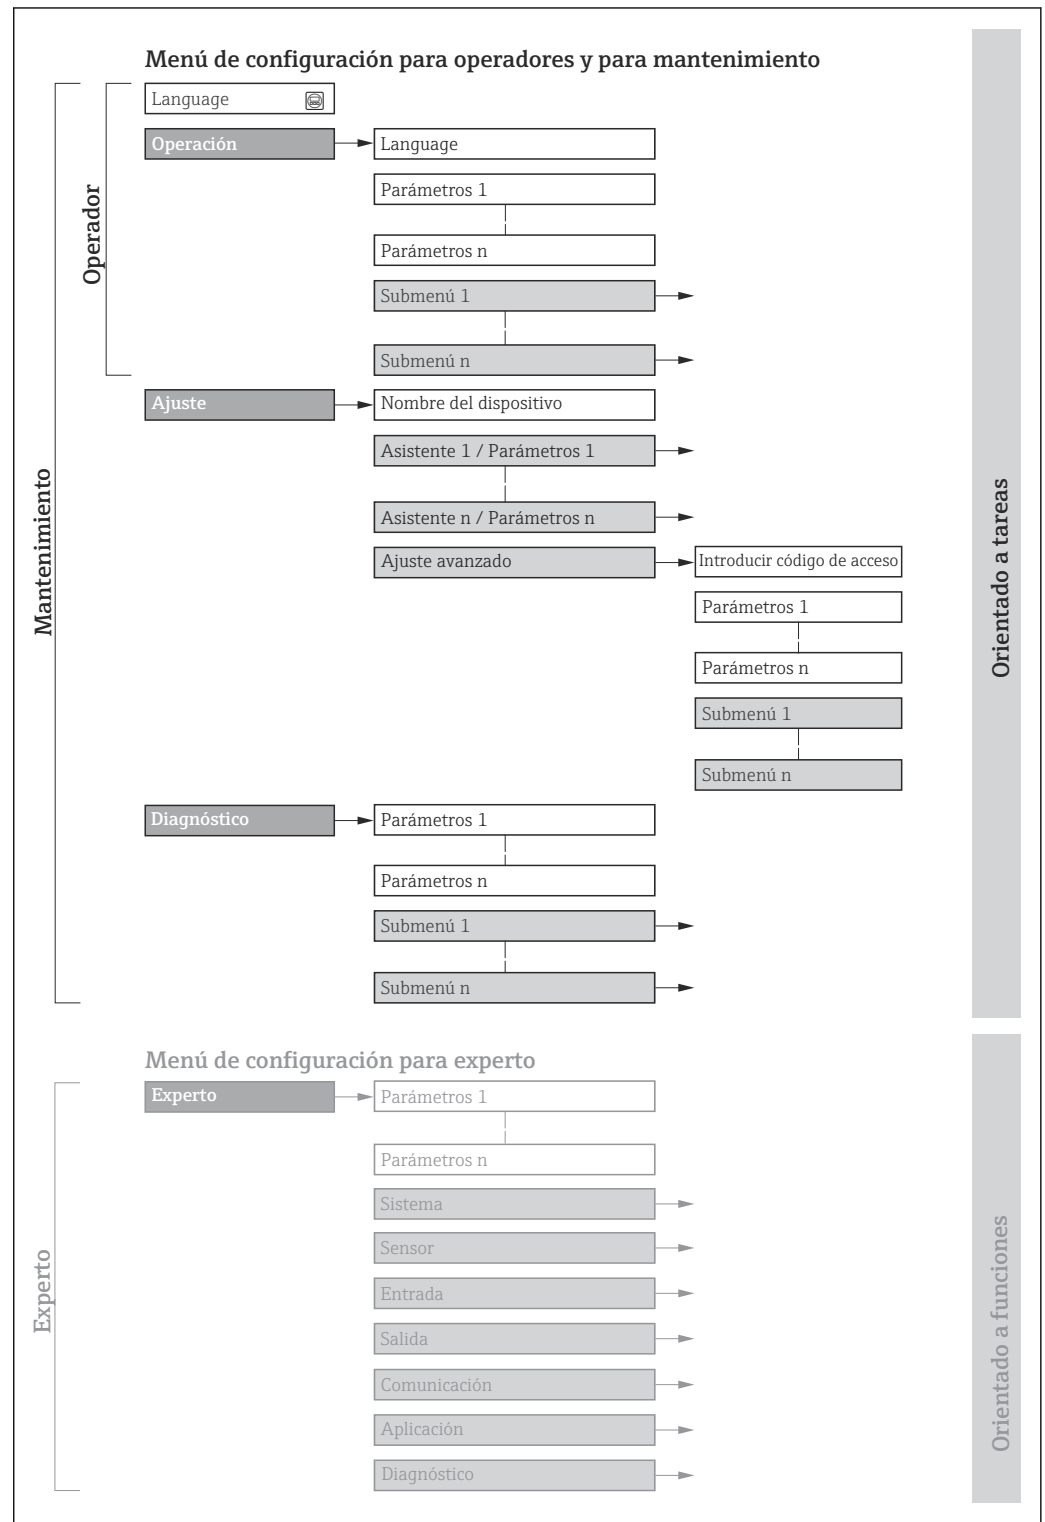 Menú de configuración para operadores y para mantenimiento
Language
Operación
Language
Parámetros 1
Parámetros n
Submenú 1
Submenú n
Operador
Ajuste
Nombre del dispositivo
Asistente 1 / Parámetros 1
Asistente n / Parámetros n
Ajuste avanzado
Introducir código de acceso
Parámetros 1
Parámetros n
Submenú 1
Submenú n
Mantenimiento
Orientado a tareas
Diagnóstico
Parámetros 1
Parámetros n
Submenú 1
Submenú n
Menú de configuración para experto
Experto
Parámetros 1
Parámetros n
Sistema
Sensor
Entrada
Salida
Comunicación
Aplicación
Diagnóstico
Experto
Orientado a funciones